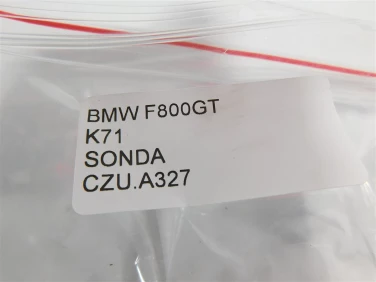 BMW F800GT
K71
SONDA
CZU.A327